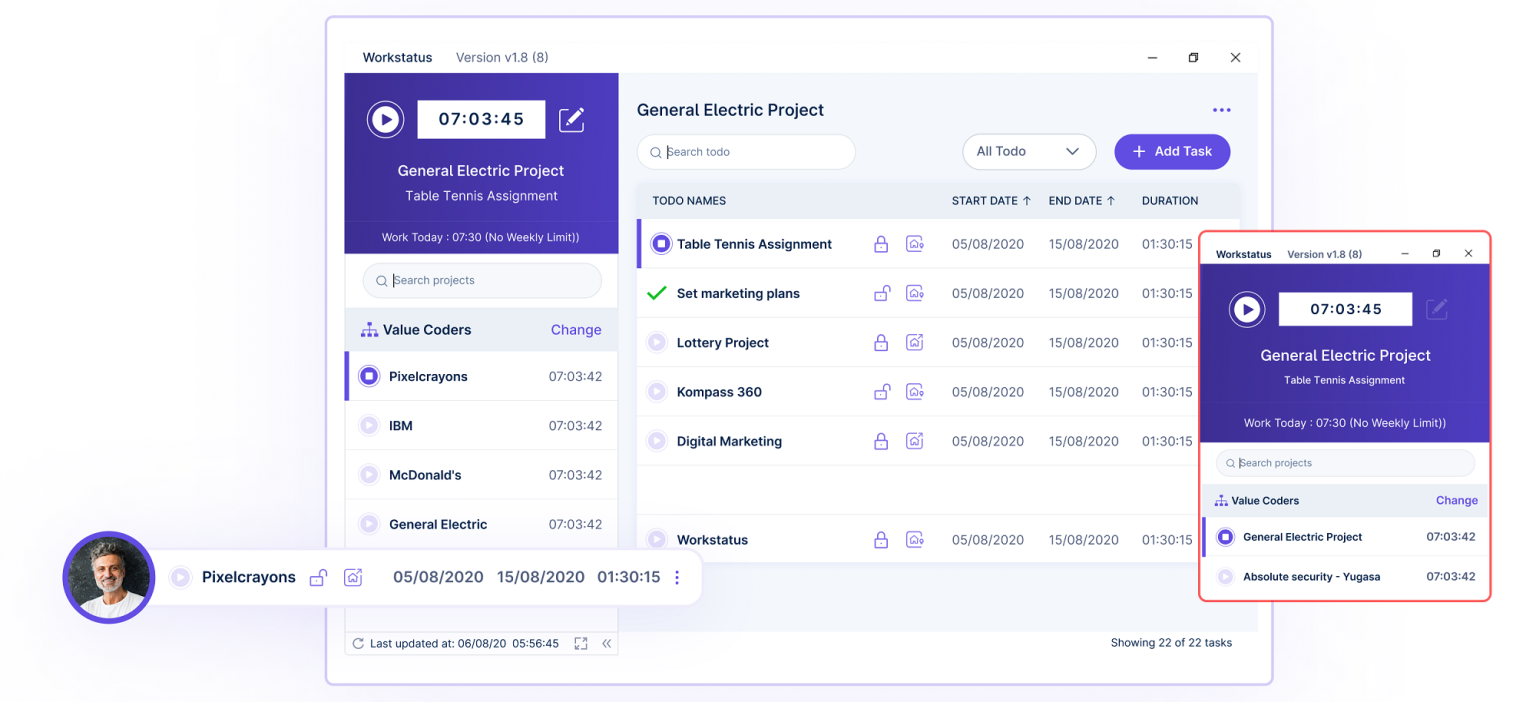 Workstatus Version v1.8 (8)
07:03:45
General Electric Project
Table Tennis Assignment
Work Today : 07:30 (No Weekly Limit))
Search projects
Value Coders Change
Pixelcrayons 07:03:42
IBM 07:03:42
McDonald's 07:03:42
General Electric 07:03:42
General Electric Project
Search todo All Todo + Add Task
TODO NAMES START DATE ↑ END DATE ↑ DURATION
Table Tennis Assignment 05/08/2020 15/08/2020 01:30:15
Set marketing plans 05/08/2020 15/08/2020 01:30:15
Lottery Project 05/08/2020 15/08/2020 01:30:15
Kompass 360 05/08/2020 15/08/2020 01:30:15
Digital Marketing 05/08/2020 15/08/2020 01:30:15
Workstatus 05/08/2020 15/08/2020 01:30:15
Pixelcrayons 05/08/2020 15/08/2020 01:30:15
Last updated at: 06/08/20 05:56:45
Showing 22 of 22 tasks
Workstatus Version v1.8 (8)
07:03:45
General Electric Project
Table Tennis Assignment
Work Today : 07:30 (No Weekly Limit))
Search projects
Value Coders Change
General Electric Project 07:03:42
Absolute security - Yugasa 07:03:42